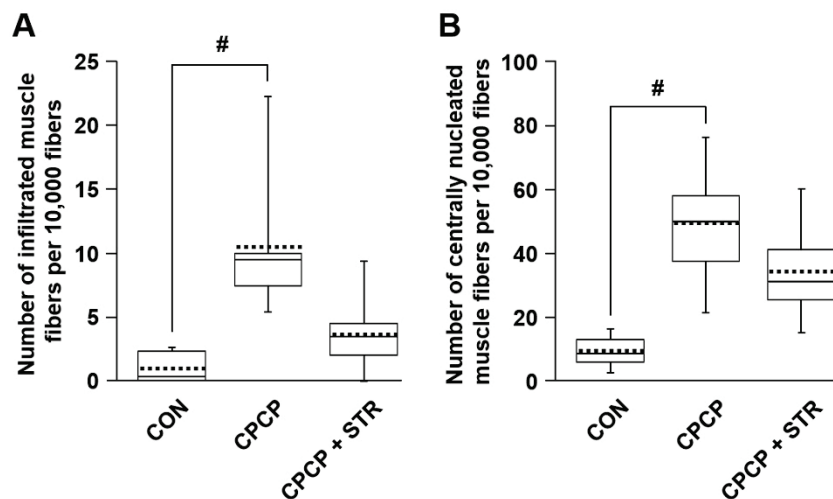 A
Number of infiltrated muscle
fibers per 10,000 fibers
25
20
15
10
5
0
#
CON
CPCP
CPCP + STR
B
Number of centrally nucleated
muscle fibers per 10,000 fibers
100
80
60
40
20
0
#
CON
CPCP
CPCP + STR